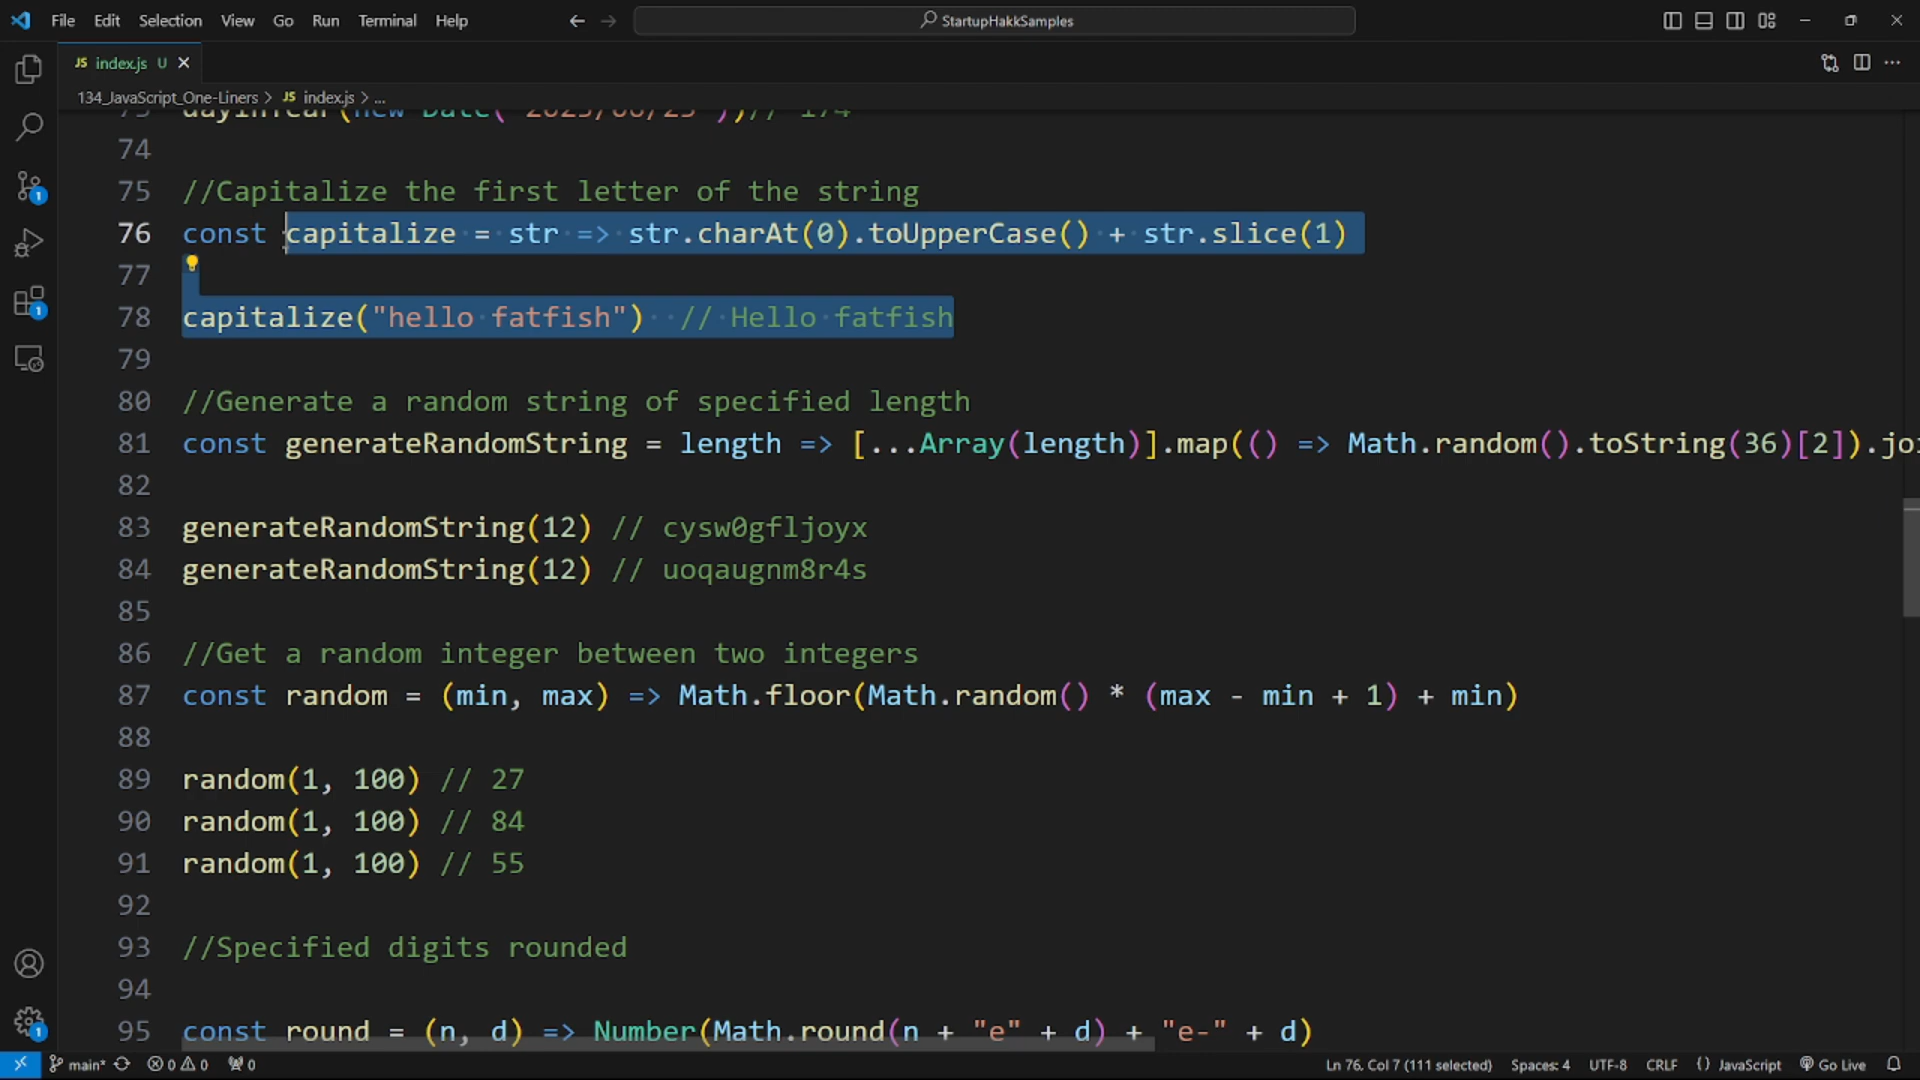 File Edit Selection View Go Run Terminal Help StartupHakkSamples
JS index.js U
134_JavaScript_One-Liners > JS index.js > ...
74
75 //Capitalize the first letter of the string
76 const capitalize = str => str.charAt(0).toUpperCase() + str.slice(1)
77
78 capitalize("hello fatfish") // Hello fatfish
79
80 //Generate a random string of specified length
81 const generateRandomString = length => [...Array(length)].map(() => Math.random().toString(36)[2]).joi
82
83 generateRandomString(12) // cysw0gfljoyx
84 generateRandomString(12) // uoqaugnm8r4s
85
86 //Get a random integer between two integers
87 const random = (min, max) => Math.floor(Math.random() * (max - min + 1) + min)
88
89 random(1, 100) // 27
90 random(1, 100) // 84
91 random(1, 100) // 55
92
93 //Specified digits rounded
94
95 const round = (n, d) => Number(Math.round(n + "e" + d) + "e-" + d)
main* 0 0 0 Ln 76, Col 7 (111 selected) Spaces: 4 UTF-8 CRLF {} JavaScript Go Live